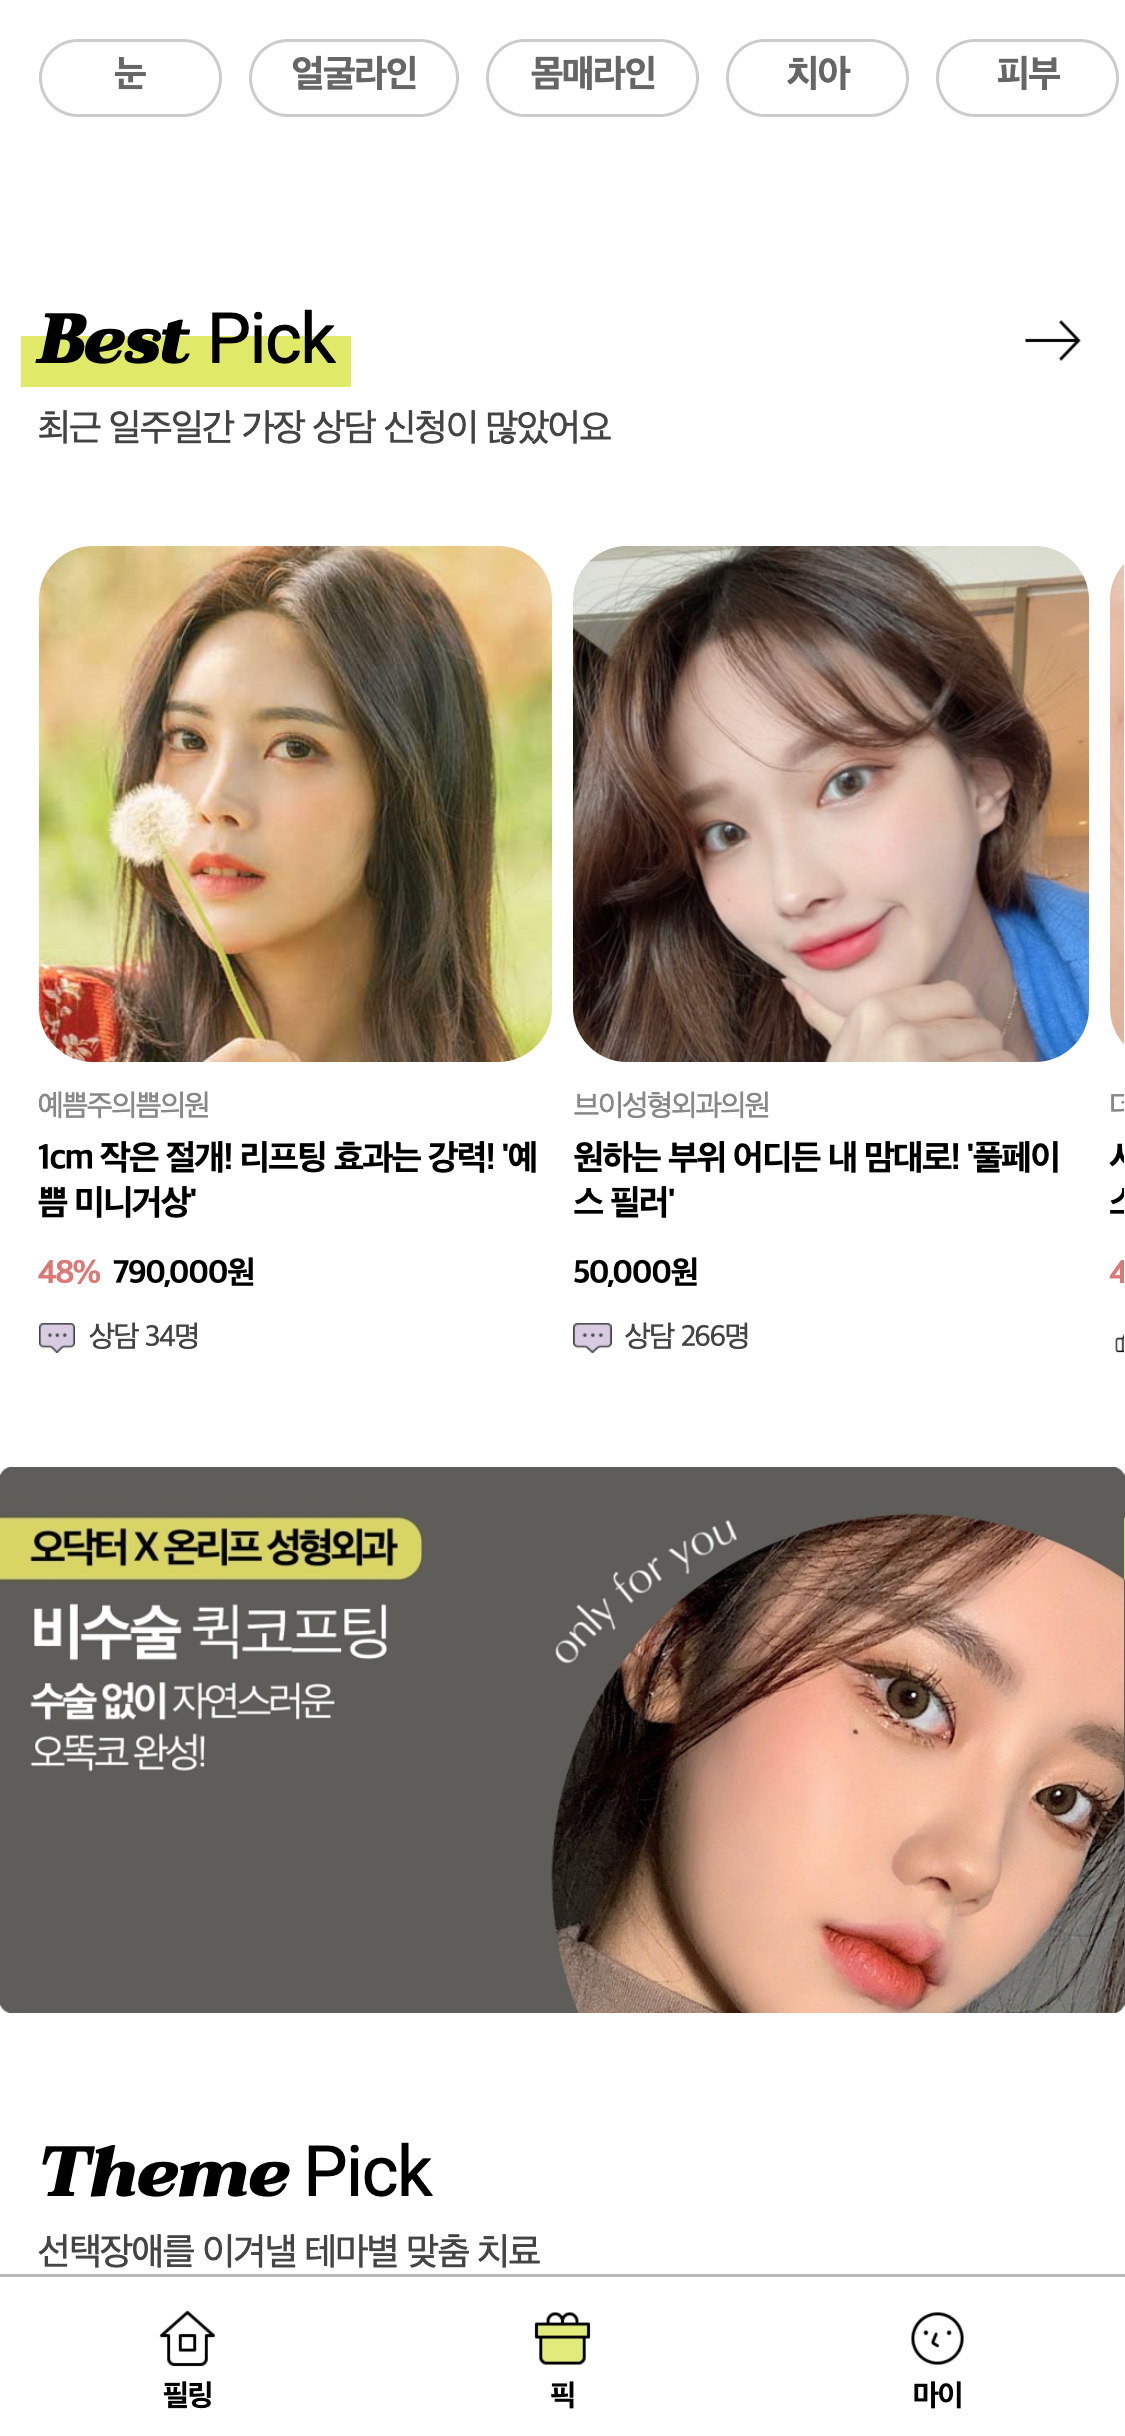 눈
얼굴라인
몸매라인
치아
피부
Best Pick
최근 일주일간 가장 상담 신청이 많았어요
예쁨주의쁨의원
1cm 작은 절개! 리프팅 효과는 강력! '예
쁨 미니거상'
48% 790,000원
상담 34명
브이성형외과의원
원하는 부위 어디든 내 맘대로! '풀페이
스 필러'
50,000원
상담 266명
오닥터 X 온리프 성형외과
비수술 퀵코프팅
수술 없이 자연스러운
오똑코 완성!
only for you
Theme Pick
선택장애를 이겨낼 테마별 맞춤 치료
필링
픽
마이